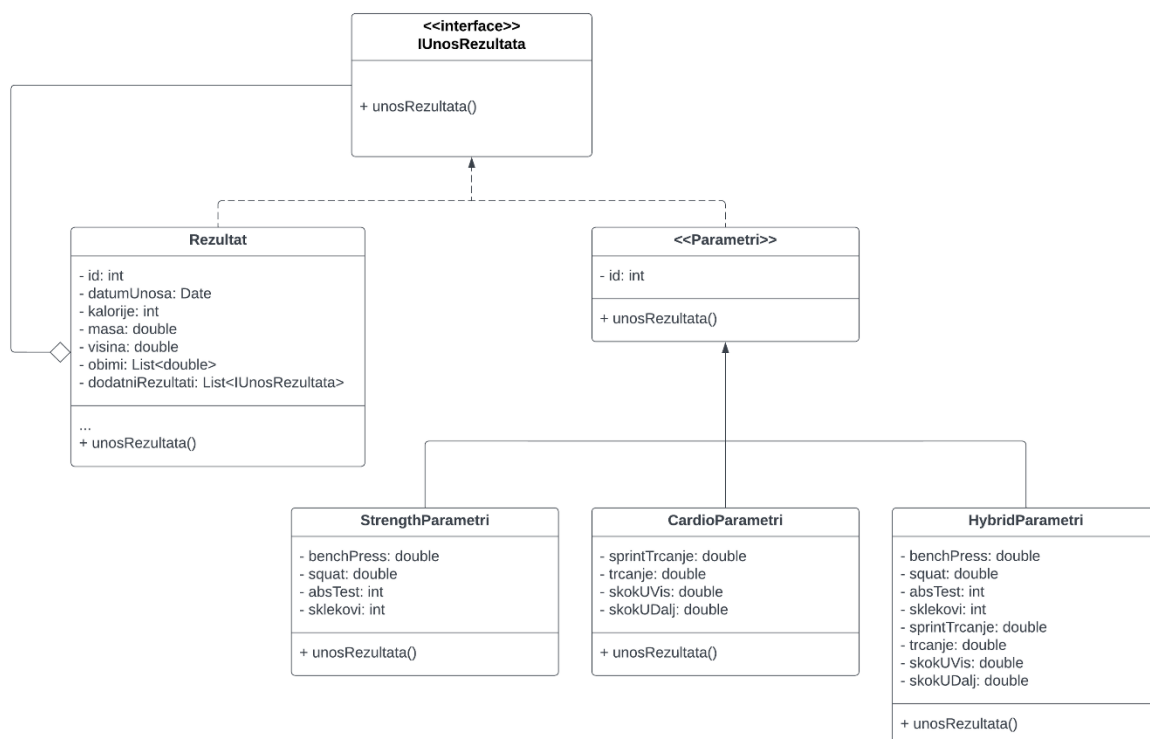 <<interface>>
IUnosRezultata
+ unosRezultata()
Rezultat
- id: int
- datumUnosa: Date
- kalorije: int
- masa: double
- visina: double
- obimi: List<double>
- dodatniRezultati: List<IUnosRezultata>
...
+ unosRezultata()
<<Parametri>>
- id: int
+ unosRezultata()
StrengthParametri
- benchPress: double
- squat: double
- absTest: int
- sklekovi: int
+ unosRezultata()
CardioParametri
- sprintTrcanje: double
- trcanje: double
- skokUVis: double
- skokUDalj: double
+ unosRezultata()
HybridParametri
- benchPress: double
- squat: double
- absTest: int
- sklekovi: int
- sprintTrcanje: double
- trcanje: double
- skokUVis: double
- skokUDalj: double
+ unosRezultata()